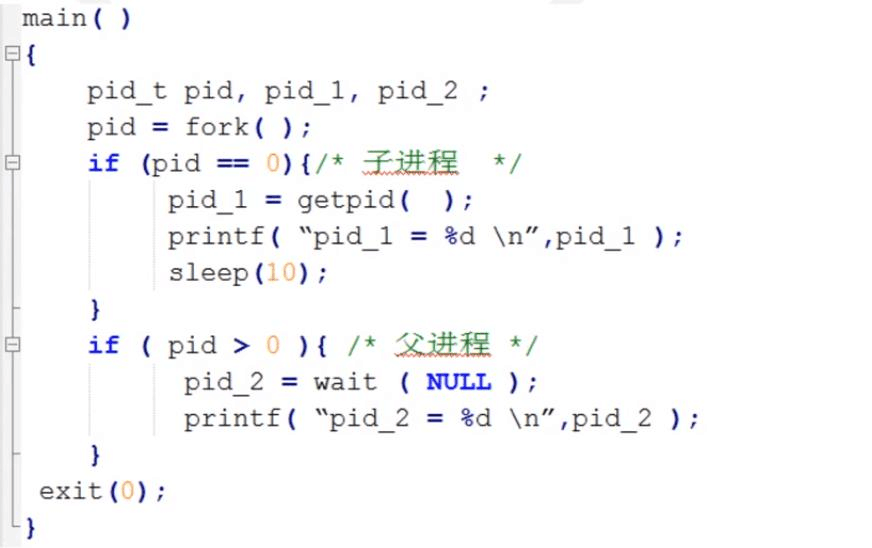 main( )
{
pid_t pid, pid_1, pid_2 ;
pid = fork( );
if (pid == 0){/* 子进程 */
pid_1 = getpid( );
printf( “pid_1 = %d \n”,pid_1 );
sleep(10);
}
if ( pid > 0 ){ /* 父进程 */
pid_2 = wait ( NULL );
printf( “pid_2 = %d \n”,pid_2 );
}
exit(0);
}